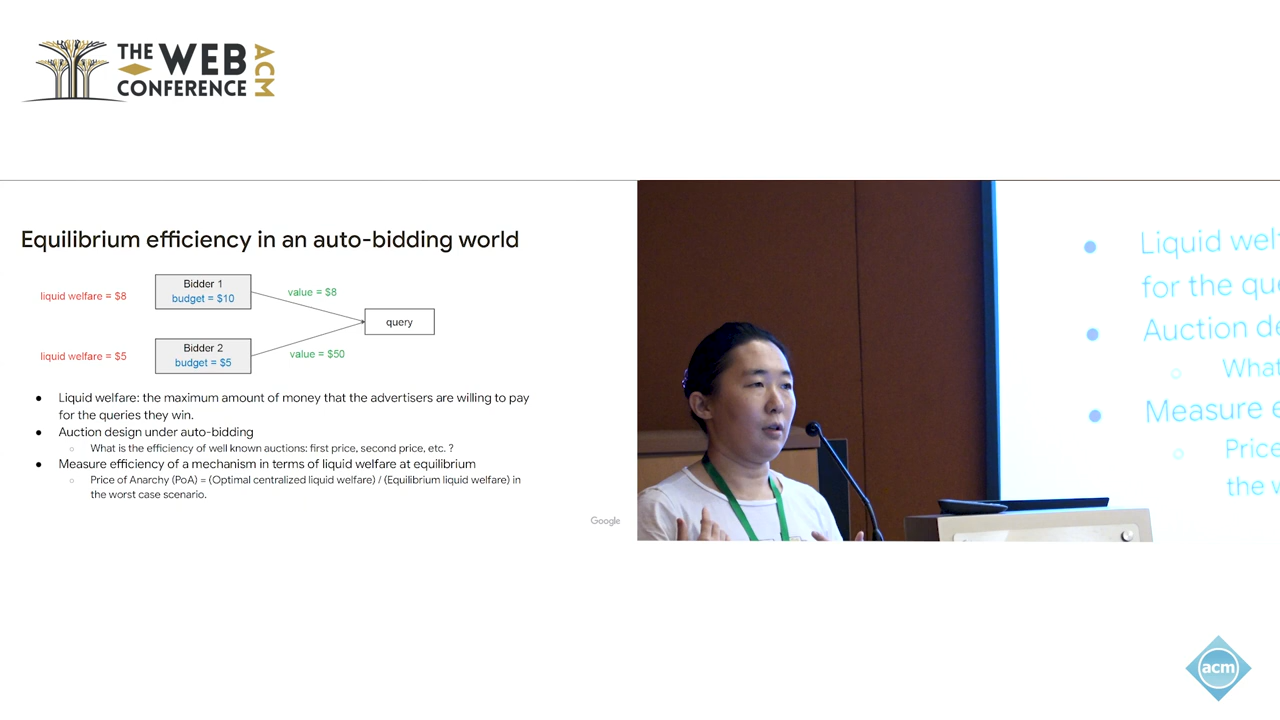 THE WEB CONFERENCE ACM
Equilibrium efficiency in an auto-bidding world
liquid welfare = $8
Bidder 1
budget = $10
value = $8
query
liquid welfare = $5
Bidder 2
budget = $5
value = $50
● Liquid welfare: the maximum amount of money that the advertisers are willing to pay
for the queries they win.
● Auction design under auto-bidding
○ What is the efficiency of well known auctions: first price, second price, etc. ?
● Measure efficiency of a mechanism in terms of liquid welfare at equilibrium
○ Price of Anarchy (PoA) = (Optimal centralized liquid welfare) / (Equilibrium liquid welfare) in
the worst case scenario.
Google
● Liquid wel
for the que
● Auction de
○ What
● Measure e
○ Price
the w
acm